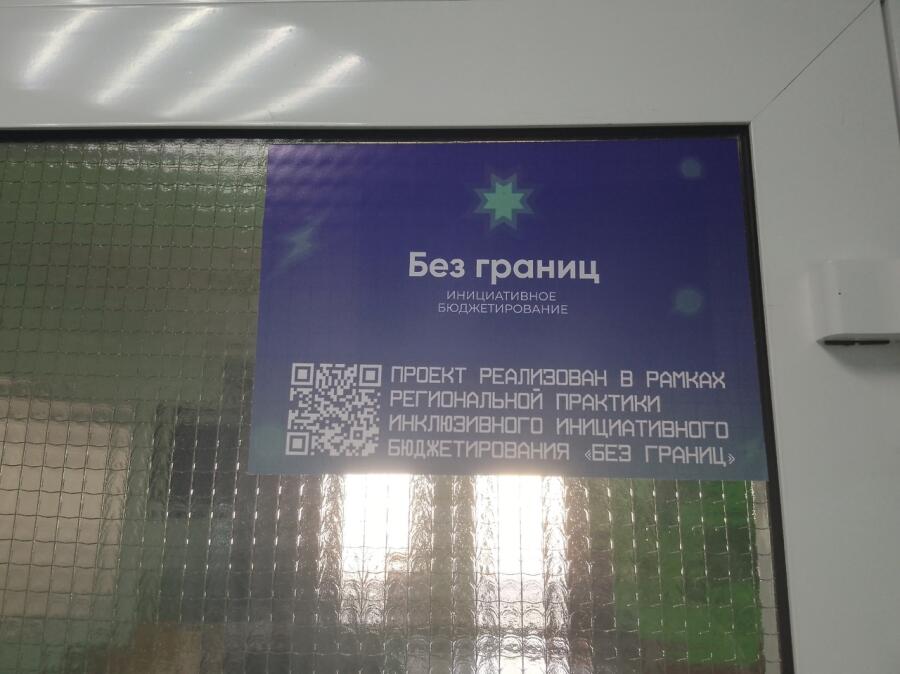 Без границ
ИНИЦИАТИВНОЕ
БЮДЖЕТИРОВАНИЕ
ПРОЕКТ РЕАЛИЗОВАН В РАМКАХ
РЕГИОНАЛЬНОЙ ПРАКТИКИ
ИНКЛЮЗИВНОГО ИНИЦИАТИВНОГО
БЮДЖЕТИРОВАНИЯ «БЕЗ ГРАНИЦ»